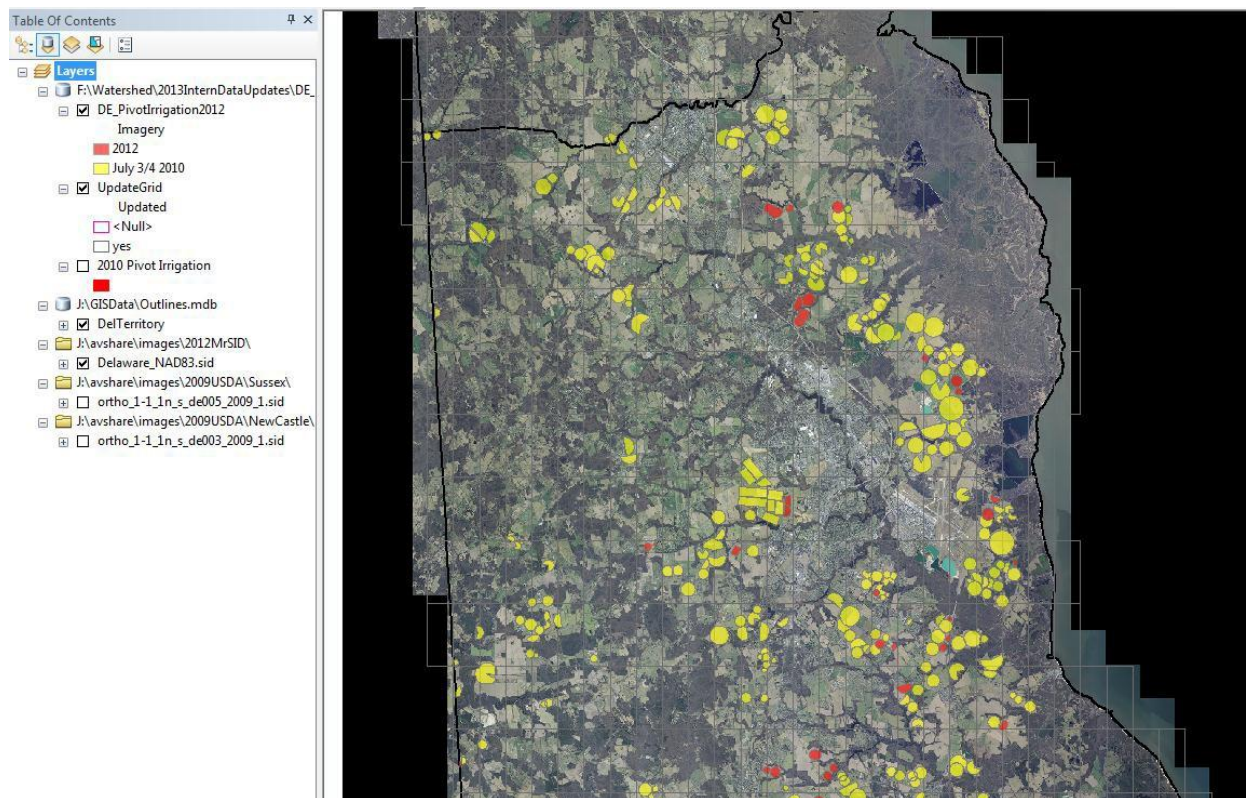 Table Of Contents
Layers
F:\Watershed\2013InternDataUpdates\DE_
DE_PivotIrrigation2012
Imagery
2012
July 3/4 2010
UpdateGrid
Updated
<Null>
yes
2010 Pivot Irrigation
J:\GISData\Outlines.mdb
DelTerritory
J:\avshare\images\2012MrSID\
Delaware_NAD83.sid
J:\avshare\images\2009USDA\Sussex\
ortho_1-1_1n_s_de005_2009_1.sid
J:\avshare\images\2009USDA\NewCastle\
ortho_1-1_1n_s_de003_2009_1.sid